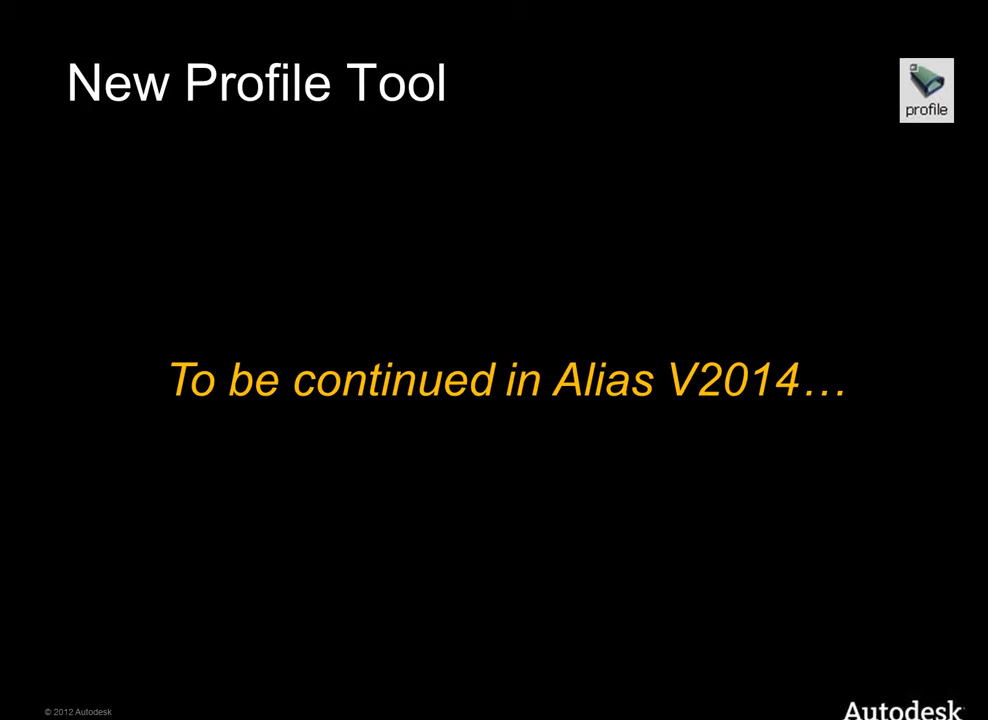 New Profile Tool
profile
To be continued in Alias V2014…
© 2012 Autodesk
Autodesk